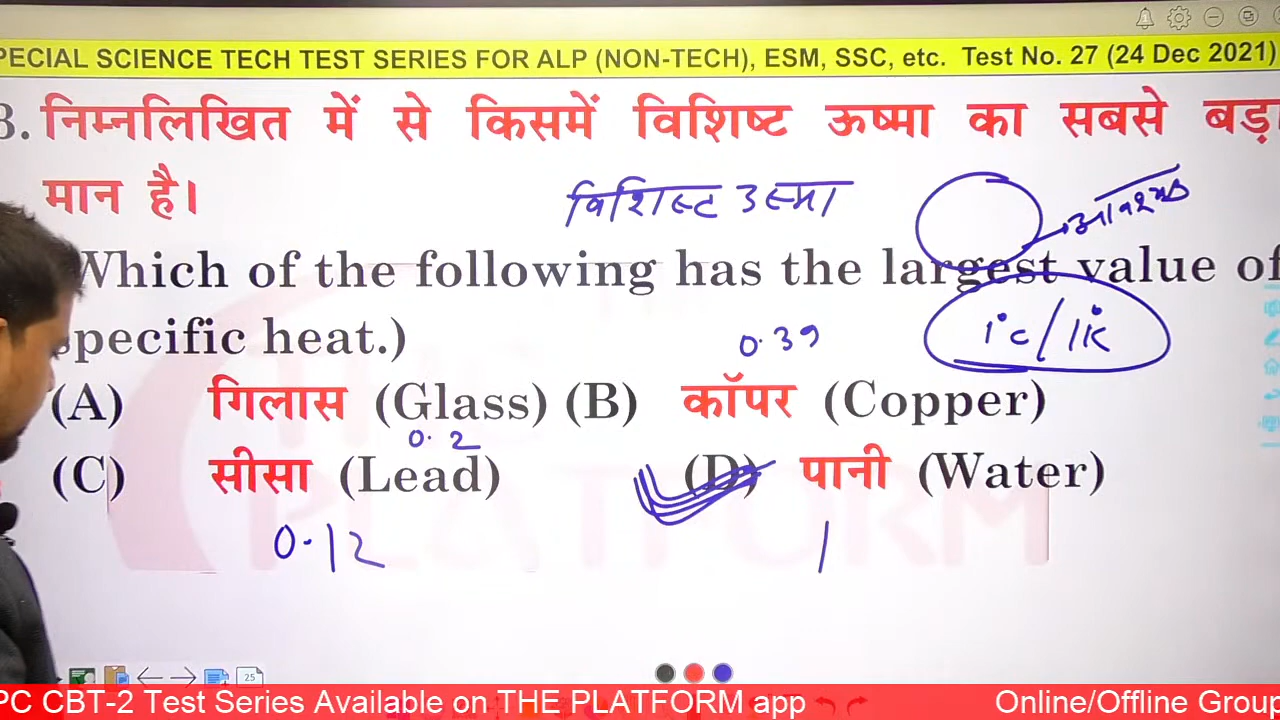 PECIAL SCIENCE TECH TEST SERIES FOR ALP (NON-TECH), ESM, SSC, etc. Test No. 27 (24 Dec 2021)
3. निम्नलिखित में से किसमें विशिष्ट ऊष्मा का सबसे बड़ा
मान है।
विशिस्ट उस्मा
Which of the following has the largest value of
1°c/1k
specific heat.)
0.39
(A) गिलास (Glass) (B) कॉपर (Copper)
0.2
(C) सीसा (Lead) (D) पानी (Water)
0.12 1
25
PC CBT-2 Test Series Available on THE PLATFORM app Online/Offline Group